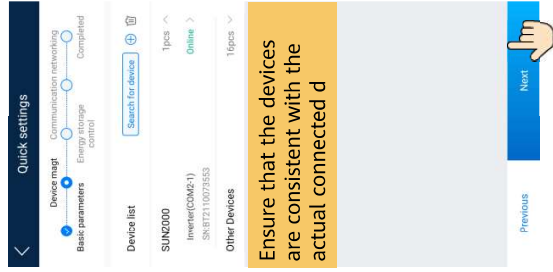 Quick settings
Device magt Communication networking
Basic parameters Energy storage control Completed
Device list Search for device
SUN2000 1pcs
Inverter(COM2-1) Online
SN:BT2110073553
Other Devices 16pcs
Ensure that the devices
are consistent with the
actual connected d
Previous Next